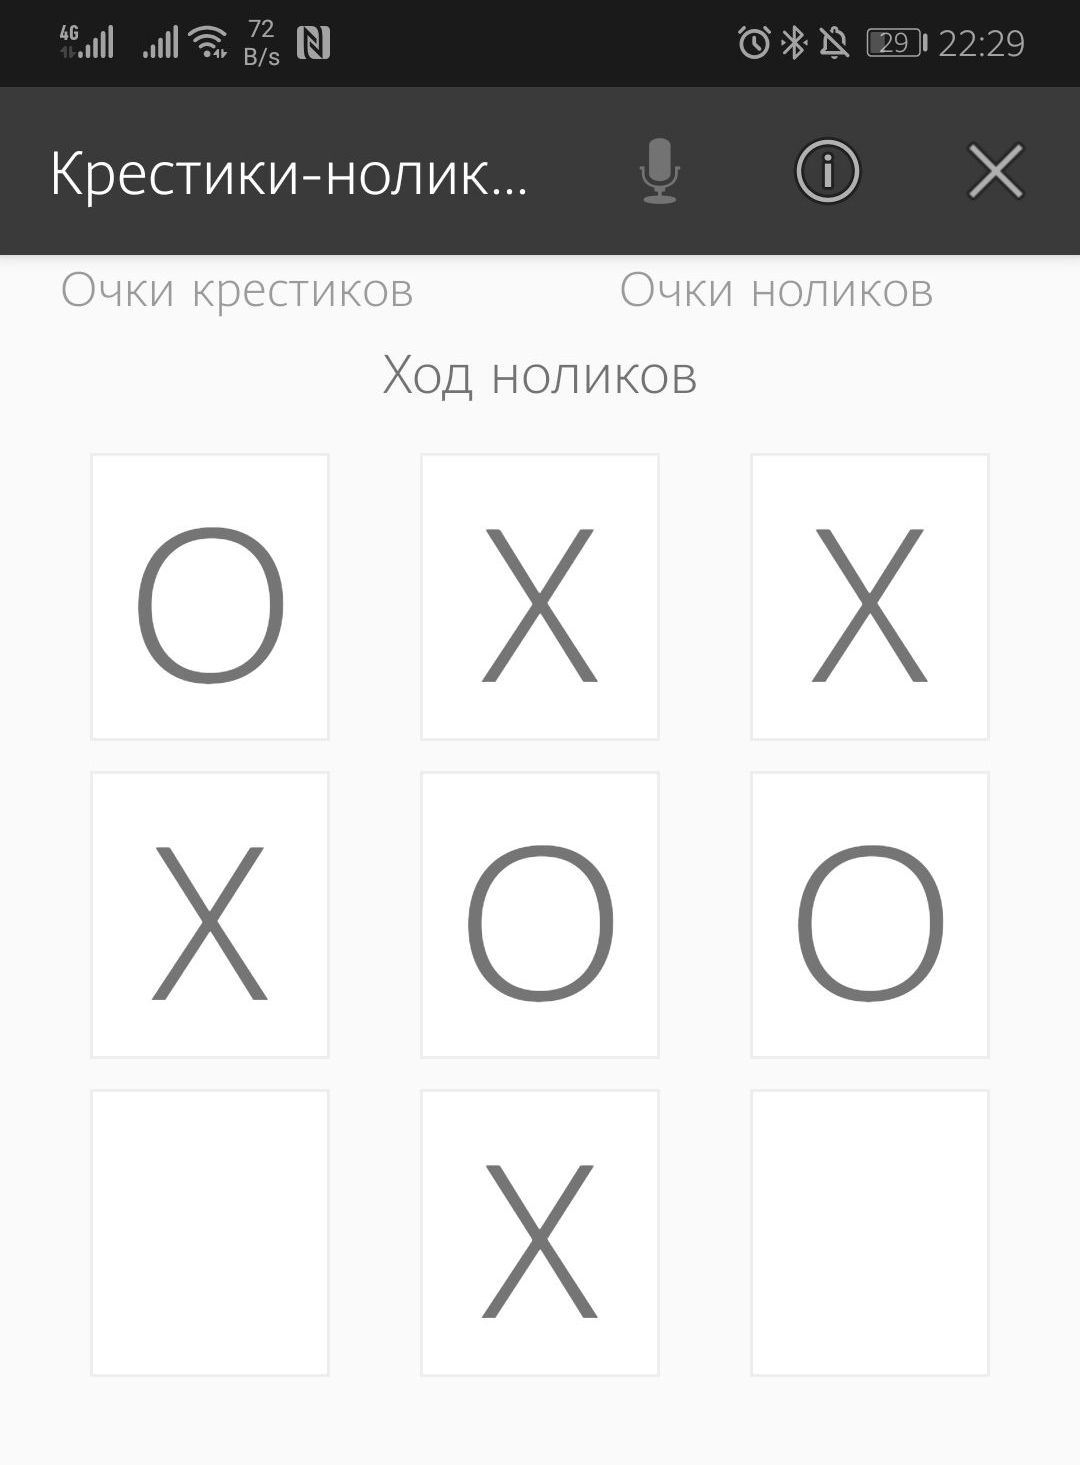 4G 72 B/s 29 22:29
Крестики-нолик...
Очки крестиков Очки ноликов
Ход ноликов
O X X
X O O
X